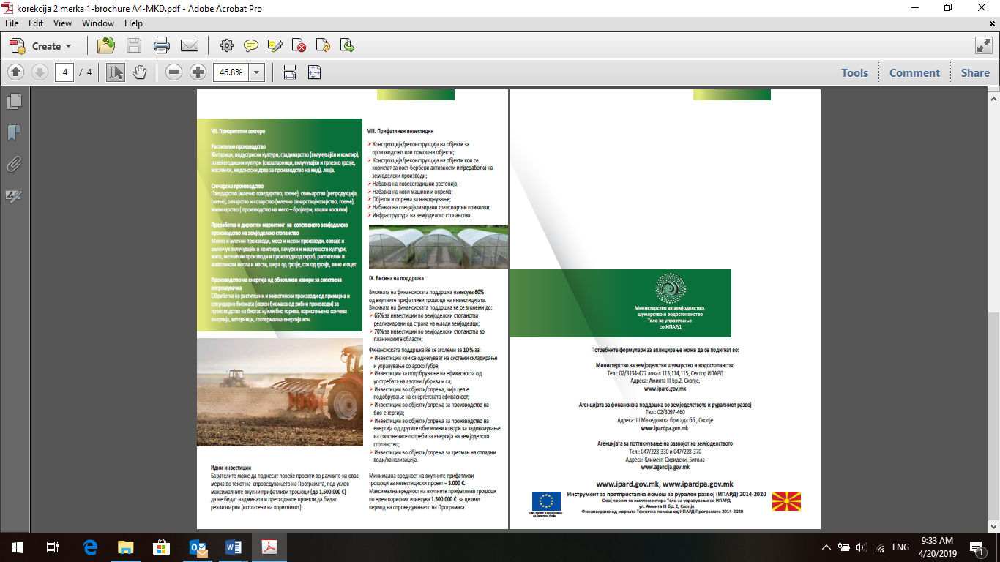 korekcija 2 merka 1-brochure A4-MKD.pdf - Adobe Acrobat Pro
File Edit View Window Help
Create
4 / 4
46.8%
Tools Comment Share
VII. Приоритетни сектори
Растително производство
Житарици, индустриски култури, градинарство (вклучувајќи и компир),
повеќегодишни култури (овоштарници, вклучувајќи и трпезно грозје,
маслинки, медоносни дрва за производство на мед), лозја.
Сточарско производство
Говедарство (млечно говедарство, гоење), свињарство (репродукција,
гоење), овчарство и козарство (млечно овчарство/козарство, гоење),
живинарство ( производство на месо – бројлери, кошки носилки).
Преработка и директен маркетинг на сопственото земјоделско
производство на земјоделско стопанство
Млеко и млечни производи, месо и месни производи, овошје и
зеленчук вклучувајќи и компири, печурки и мешункасти култури,
жита, мелнички производи и производи од скроб, растителни и
животински масла и масти, шира од грозје, сок од грозје, вино и оцет.
Производство на енергија од обновливи извори за сопствена
потрошувачка
Обработка на растителни и животински производи од примарна и
секундарна биомаса (освен биомаса од рибни производи) за
производство на биогас и/или био горива, користење на сончева
енергија, ветерници, геотермална енергија итн.
Идни инвестиции
Барателите може да поднесат повеќе проекти во рамките на оваа
мерка во текот на спроведувањето на Програмата, под услов
максималните вкупни прифатливи трошоци (до 1.500.000 €)
да не бидат надминати и претходните проекти да бидат
реализирани (исплатени на корисникот).
VIII. Прифатливи инвестиции
Конструкција/реконструкција на објекти за
производство или помошни објекти;
Конструкција/реконструкција на објекти кои се
користат за пост-бербени активности и преработка на
земјоделски производи;
Набавка на повеќегодишни растенија;
Набавка на нови машини и опрема;
Објекти и опрема за наводнување;
Набавка на специјализирани транспортни приколки;
Инфраструктура на земјоделско стопанство.
IX. Висина на поддршка
Висината на финансиската поддршка изнесува 60%
од вкупните прифатливи трошоци на инвестицијата.
Висината на финансиската поддршка ќе се зголеми до:
65% за инвестиции во земјоделски стопанства
реализирани од страна на млади земјоделци;
70% за инвестиции во земјоделски стопанства во
планинските области;
Финансиската поддршка ќе се зголеми за 10 % за:
Инвестиции кои се однесуваат на системи складирање
и управување со арско ѓубре;
Инвестиции за подобрување на ефикасноста од
употребата на азотни ѓубрива и сл;
Инвестиции во објекти/опрема, чија цел е
подобрување на енергетската ефикасност;
Инвестиции во објекти/опрема за производство на
био-енергија;
Инвестиции во објекти/опрема за производство на
енергија од другите обновливи извори за задоволување
на сопствените потреби за енергија на земјоделско
стопанство;
Инвестиции во објекти/опрема за третман на отпадни
води/канализација.
Минимална вредност на вкупните прифатливи
трошоци за инвестициски проект – 3.000 €.
Максимална вредност на вкупните прифатливи трошоци
по еден корисник изнесува 1.500.000 € за целиот
период на спроведувањето на Програмата.
Министерство за земјоделство,
шумарство и водостопанство
Тело за управување
со ИПАРД
Потребните формулари за аплицирање може да се подигнат во:
Министерство за земјоделство шумарство и водостопанство
Тел.: 02/3134-477 локал 113,114,115, Сектор ИПАРД
Адреса: Аминта III бр.2, Скопје,
www.ipard.gov.mk
Агенцијата за финансиска поддршка во земјоделството и руралниот развој
Тел.: 02/3097-460
Адреса: III Македонска бригада бб., Скопје
www.ipardpa.gov.mk
Агенцијата за поттикнување на развојот на земјоделството
Тел.: 047/228-330 и 047/228-370
Адреса: Климент Охридски, Битола
www.agencija.gov.mk
www.ipard.gov.mk, www.ipardpa.gov.mk
Инструмент за претпристапна помош за рурален развој (ИПАРД) 2014-2020
Овој проект го имплементира Тело за управување со ИПАРД
ул. Аминта III бр. 2, Скопје
Финансирано од мерката Техничка помош од ИПАРД Програмата 2014-2020
Овој проект е финансиран
од Европска Унија
ENG
9:33 AM
4/20/2019
1